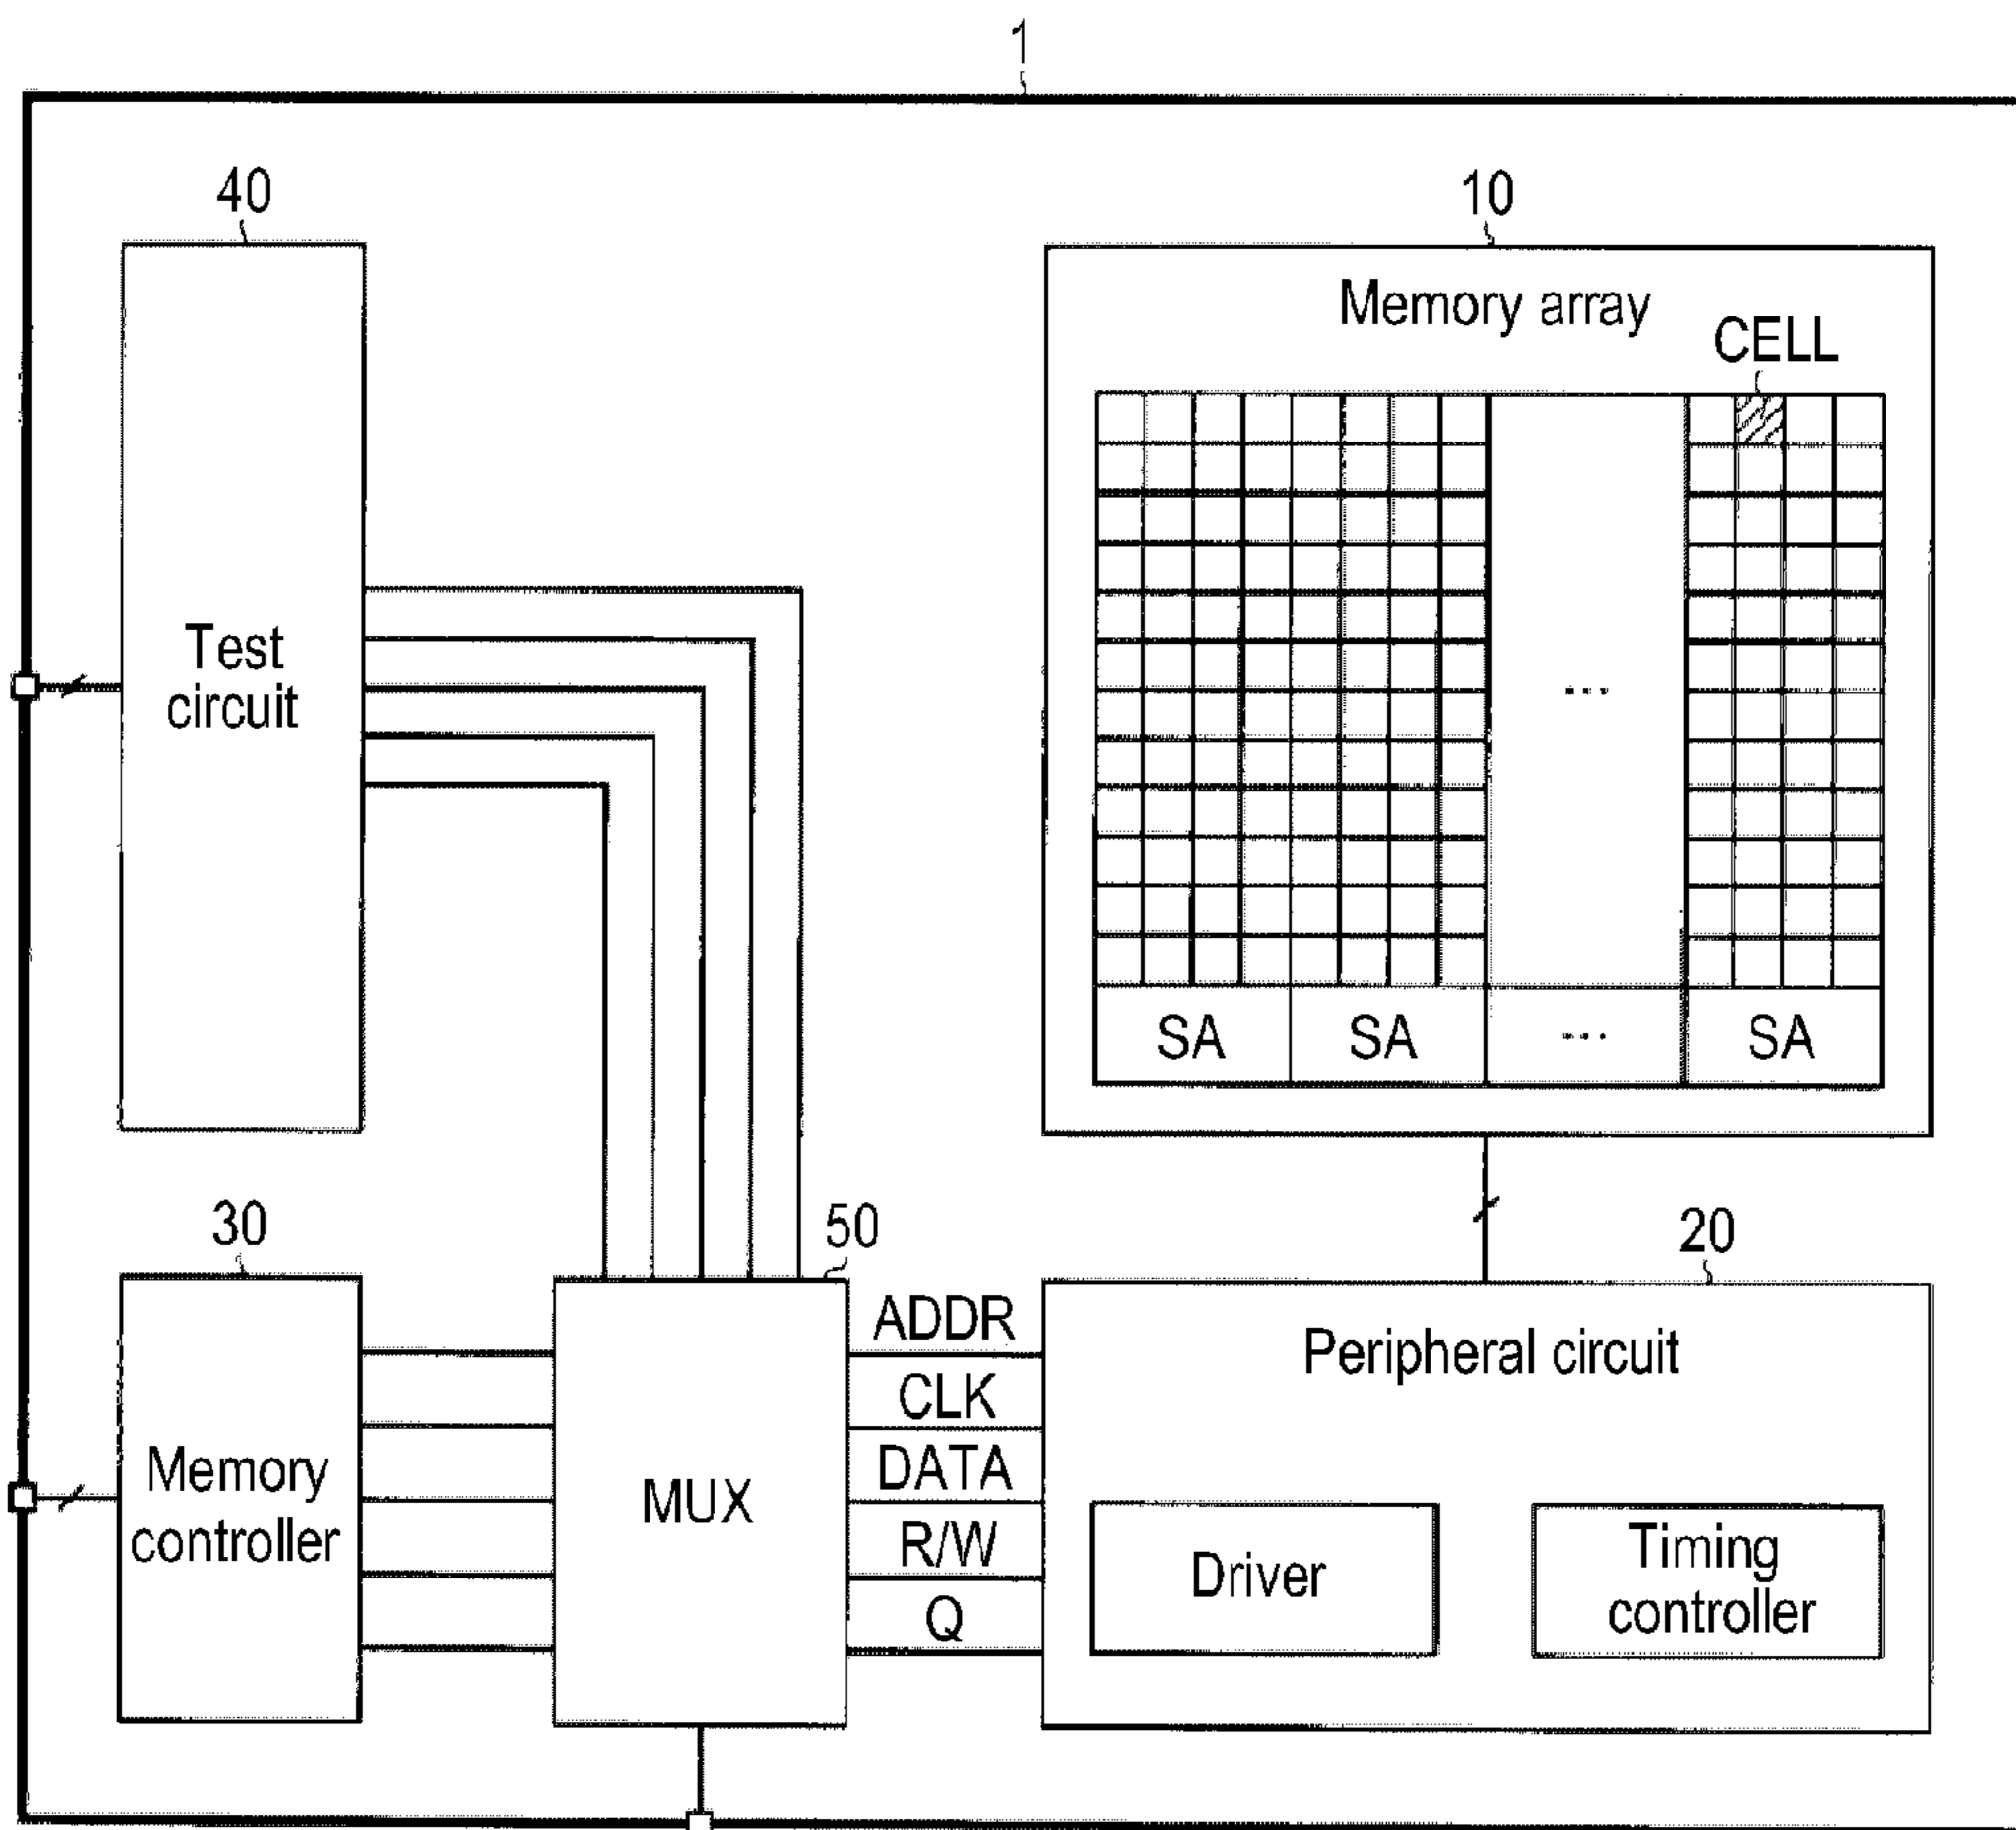 1
40
10
Memory array
CELL
Test
circuit
...
SA SA ... SA
30
50
20
ADDR
CLK
DATA
R/W
Q
Memory
controller
MUX
Peripheral circuit
Driver
Timing
controller